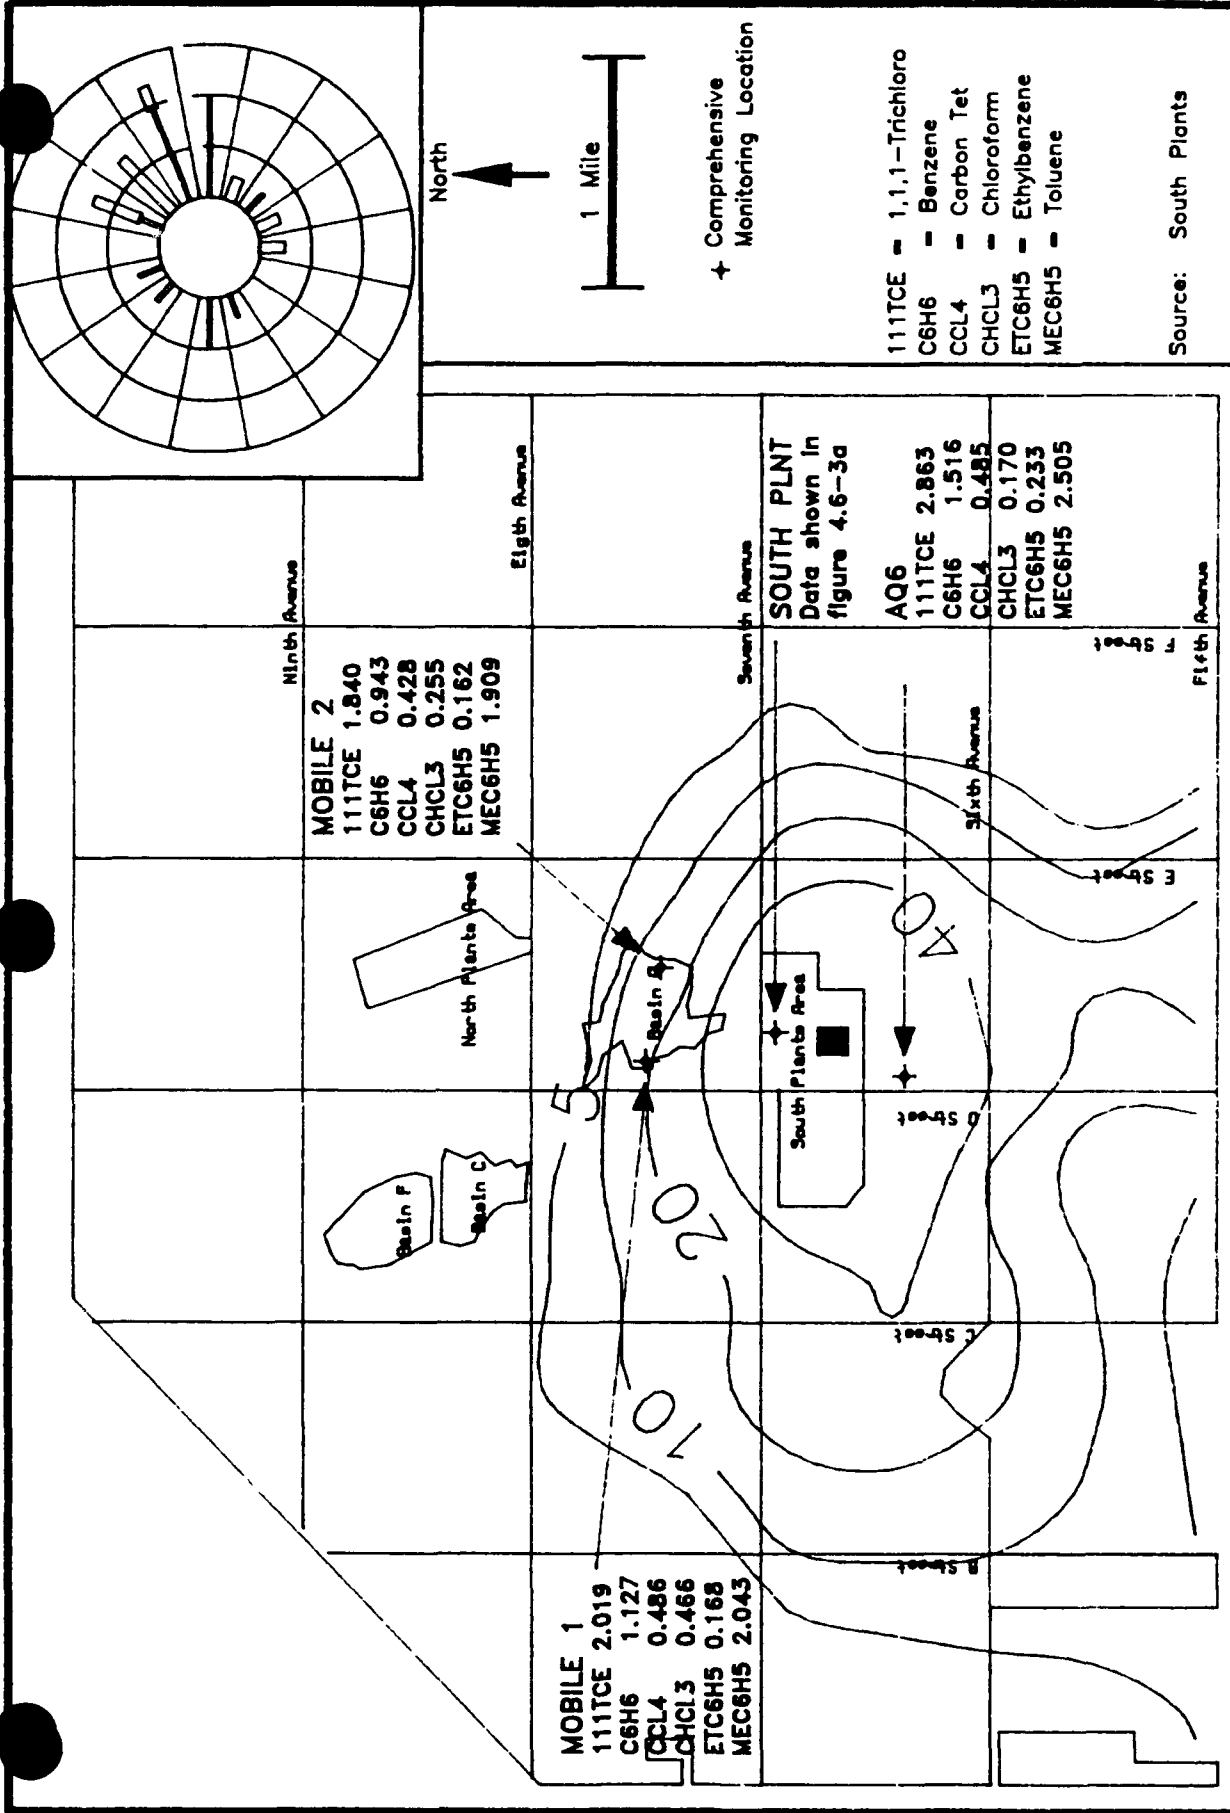 North
1 Mile
Comprehensive
Monitoring Location
111TCE = 1,1,1-Trichloro
C6H6 = Benzene
CCL4 = Carbon Tet
CHCL3 = Chloroform
ETC6H5 = Ethylbenzene
MEC6H5 = Toluene
Source: South Plants
Ninth Avenue
Eigth Avenue
Seventh Avenue
Sixth Avenue
Fifth Avenue
MOBILE 2
111TCE 1.840
C6H6 0.943
CCL4 0.428
CHCL3 0.255
ETC6H5 0.162
MEC6H5 1.909
SOUTH PLNT
Data shown in
figure 4.6-3a
AQ6
111TCE 2.863
C6H6 1.516
CCL4 0.485
CHCL3 0.170
ETC6H5 0.233
MEC6H5 2.505
MOBILE 1
111TCE 2.019
C6H6 1.127
CCL4 0.486
CHCL3 0.466
ETC6H5 0.168
MEC6H5 2.043
North Plants Area
Basin F
Basin C
Basin A
South Plants Area
B Street
C Street
D Street
E Street
F Street
5
10
20
40